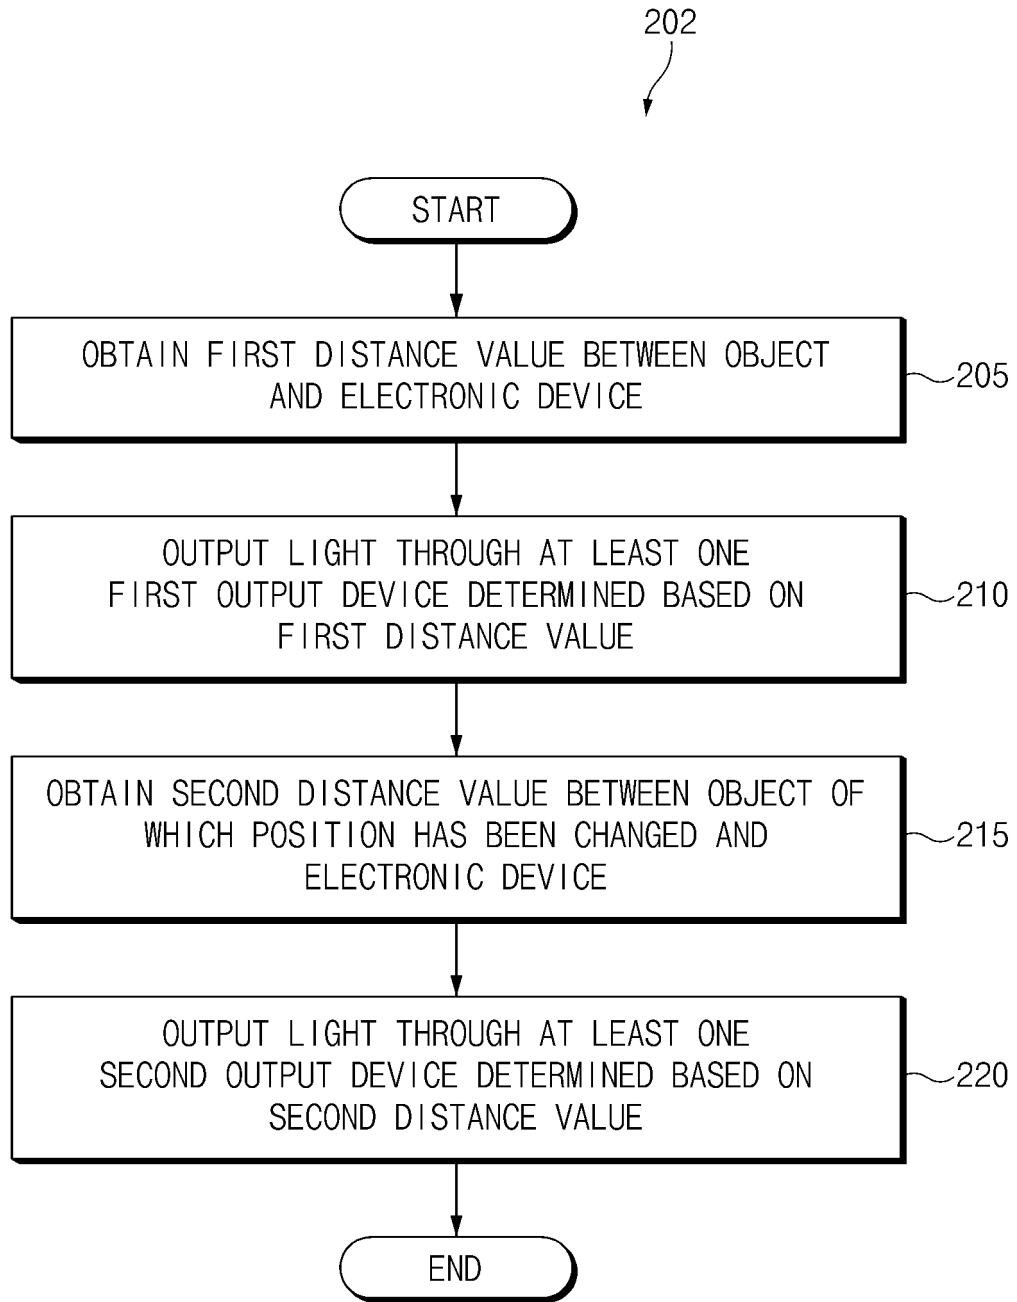 202
START
OBTAIN FIRST DISTANCE VALUE BETWEEN OBJECT
AND ELECTRONIC DEVICE
205
OUTPUT LIGHT THROUGH AT LEAST ONE
FIRST OUTPUT DEVICE DETERMINED BASED ON
FIRST DISTANCE VALUE
210
OBTAIN SECOND DISTANCE VALUE BETWEEN OBJECT OF
WHICH POSITION HAS BEEN CHANGED AND
ELECTRONIC DEVICE
215
OUTPUT LIGHT THROUGH AT LEAST ONE
SECOND OUTPUT DEVICE DETERMINED BASED ON
SECOND DISTANCE VALUE
220
END